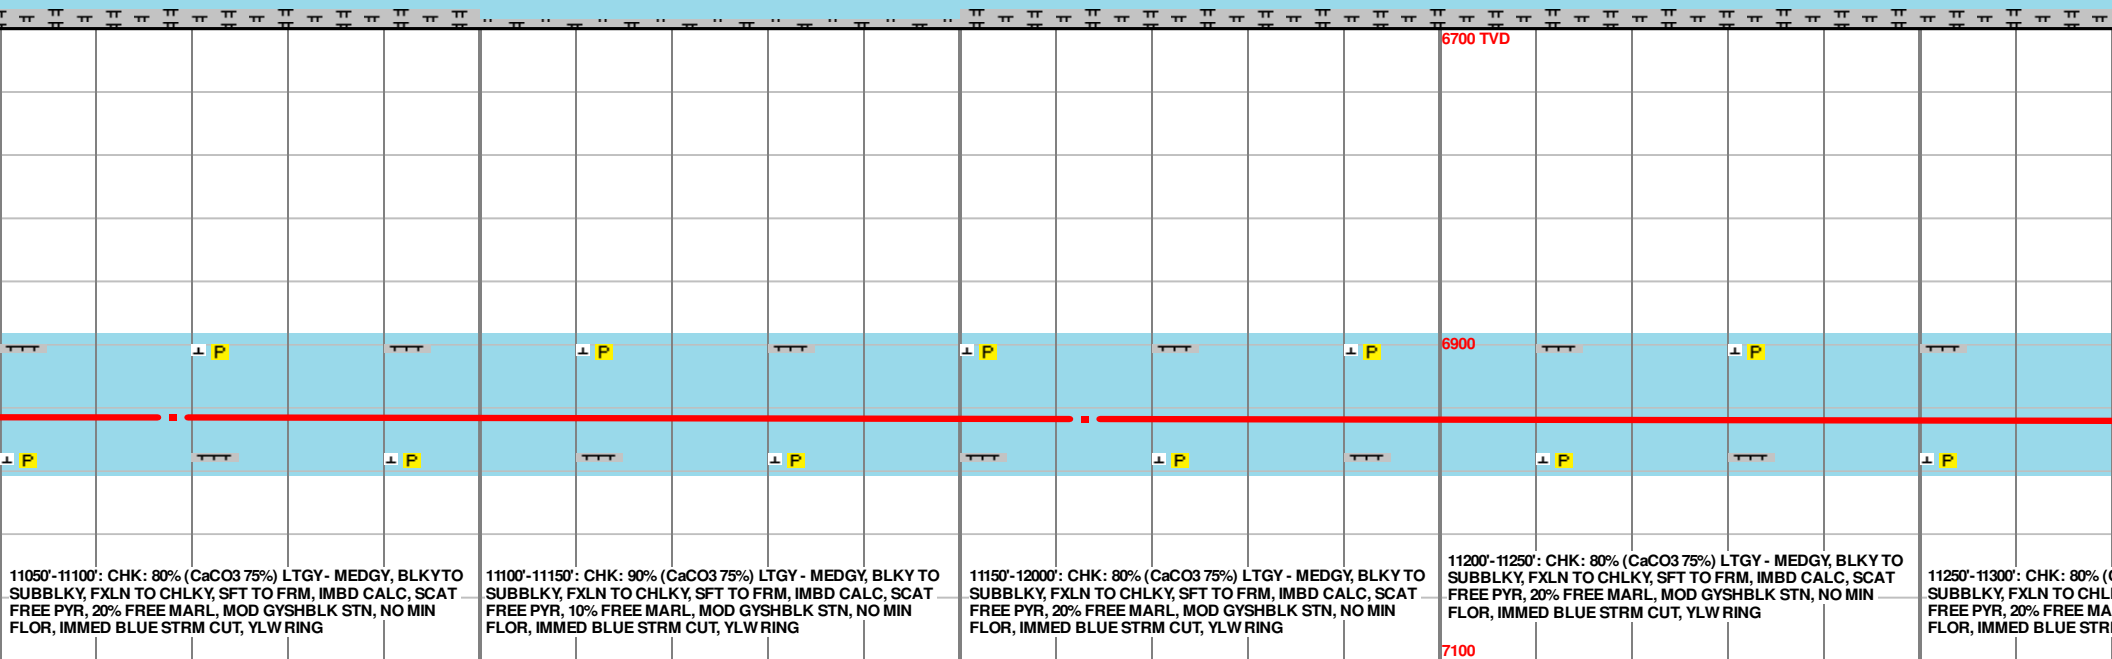 6700 TVD
6900
P
P
P
P
P
P
P
P
P
P
P
11050'-11100': CHK: 80% (CaCO3 75%) LTGY - MEDGY, BLKY TO
SUBBLKY, FXLN TO CHLKY, SFT TO FRM, IMBD CALC, SCAT
FREE PYR, 20% FREE MARL, MOD GYSHBLK STN, NO MIN
FLOR, IMMED BLUE STRM CUT, YLW RING
11100'-11150': CHK: 90% (CaCO3 75%) LTGY - MEDGY, BLKY TO
SUBBLKY, FXLN TO CHLKY, SFT TO FRM, IMBD CALC, SCAT
FREE PYR, 10% FREE MARL, MOD GYSHBLK STN, NO MIN
FLOR, IMMED BLUE STRM CUT, YLW RING
11150'-12000': CHK: 80% (CaCO3 75%) LTGY - MEDGY, BLKY TO
SUBBLKY, FXLN TO CHLKY, SFT TO FRM, IMBD CALC, SCAT
FREE PYR, 20% FREE MARL, MOD GYSHBLK STN, NO MIN
FLOR, IMMED BLUE STRM CUT, YLW RING
11200'-11250': CHK: 80% (CaCO3 75%) LTGY - MEDGY, BLKY TO
SUBBLKY, FXLN TO CHLKY, SFT TO FRM, IMBD CALC, SCAT
FREE PYR, 20% FREE MARL, MOD GYSHBLK STN, NO MIN
FLOR, IMMED BLUE STRM CUT, YLW RING
11250'-11300': CHK: 80% (
SUBBLKY, FXLN TO CHL
FREE PYR, 20% FREE MA
FLOR, IMMED BLUE STR
7100